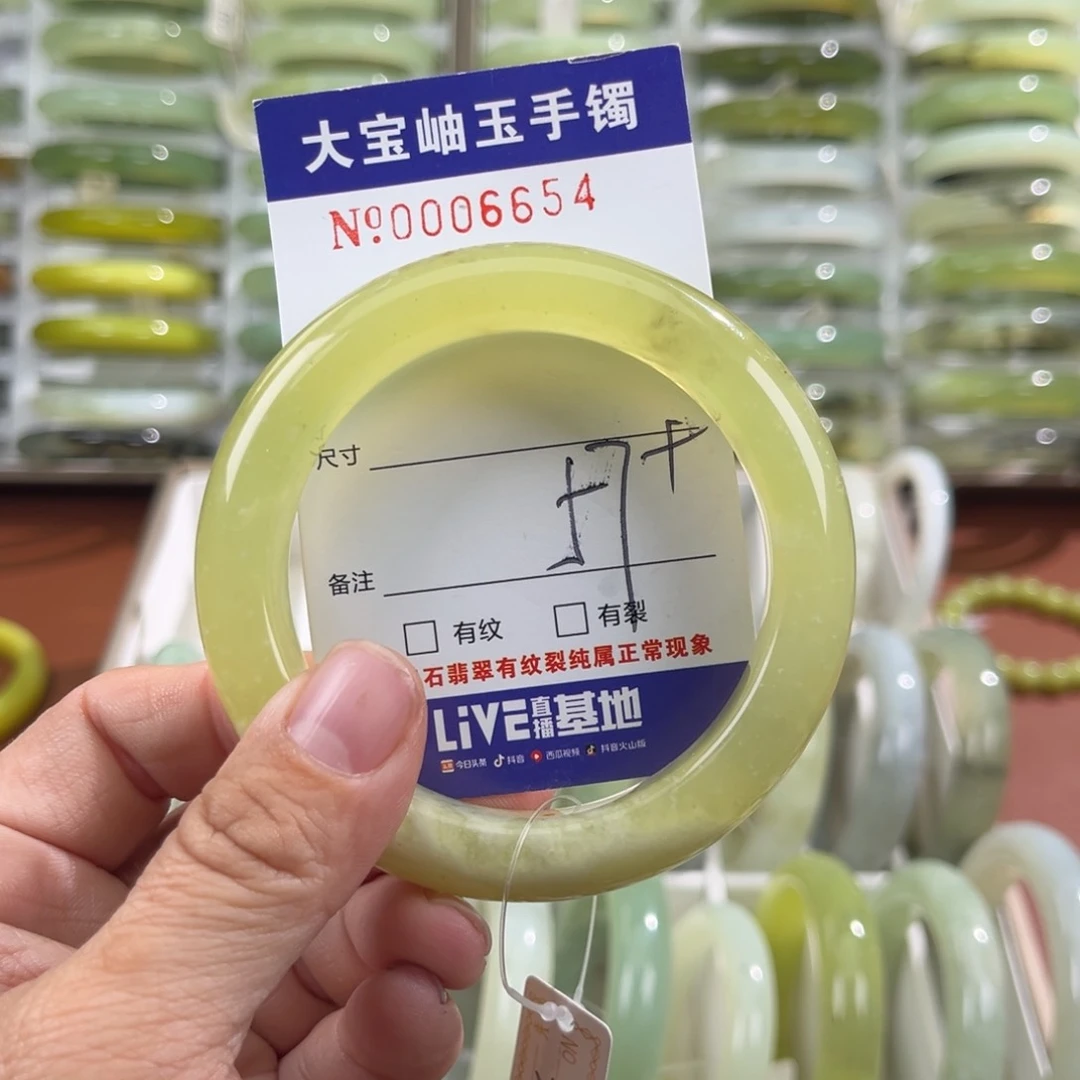 大宝岫玉手镯
Nº0006654
尺寸
57
备注
有纹 有裂
石翡翠有纹裂纯属正常现象
LiVE直播基地
今日头条 抖音 西瓜视频 抖音火山版
NO